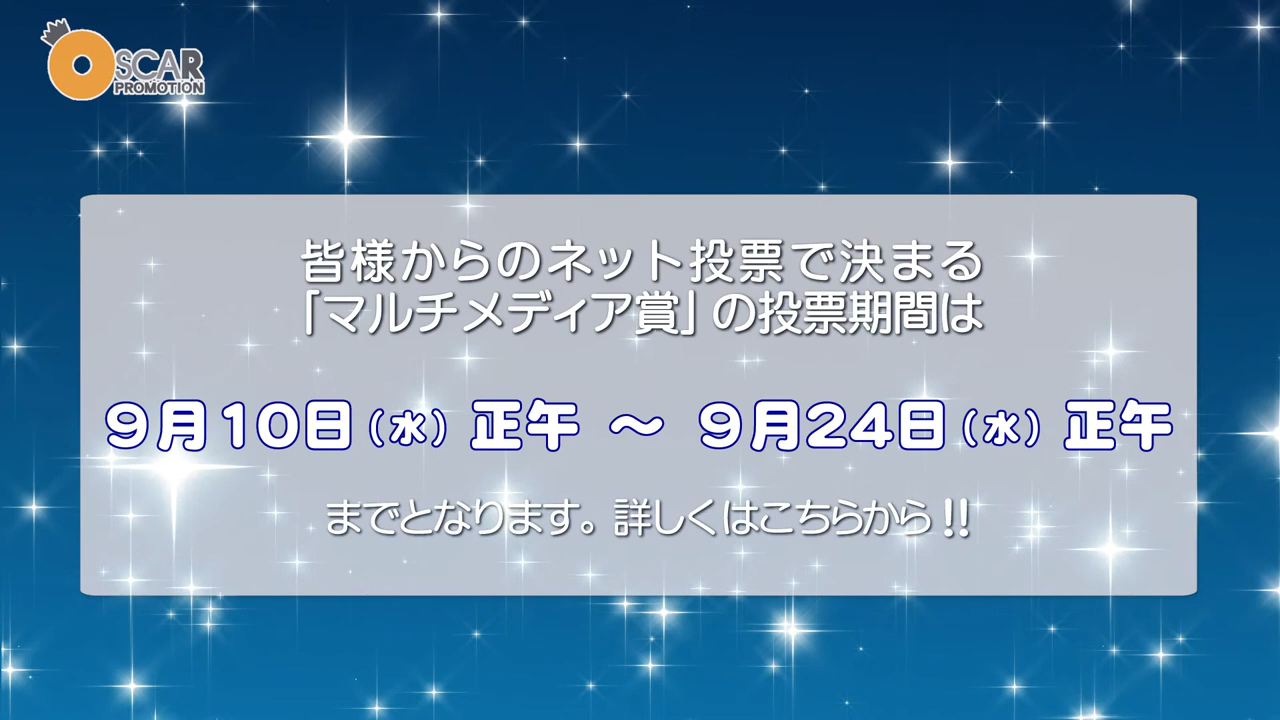 OSCAR
PROMOTION
皆様からのネット投票で決まる
「マルチメディア賞」の投票期間は
9月10日(水) 正午 ～ 9月24日(水) 正午
までとなります。詳しくはこちらから!!